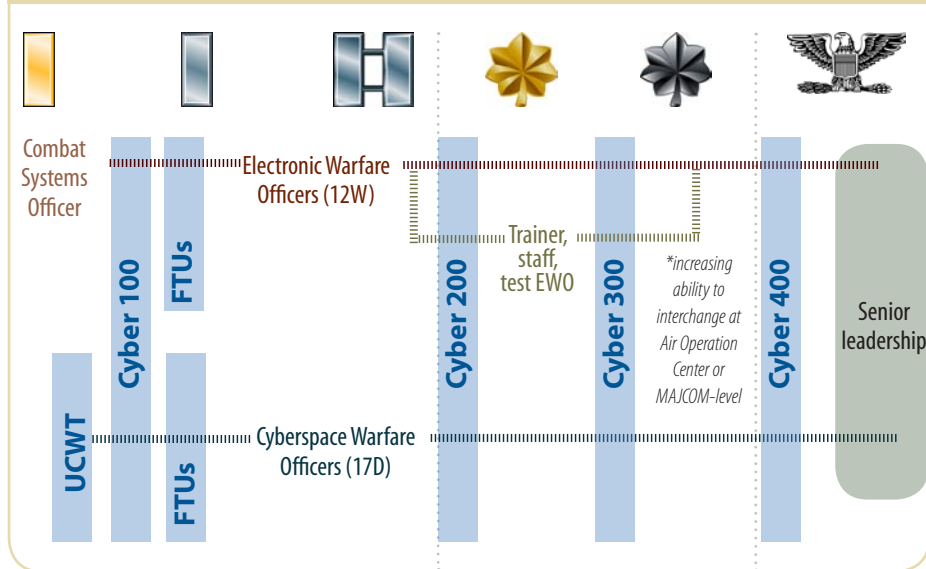 Combat
Systems
Officer
Cyber 100
FTUs
Electronic Warfare
Officers (12W)
Trainer,
staff,
test EWO
Cyber 200
Cyber 300
*increasing
ability to
interchange at
Air Operation
Center or
MAJCOM-level
Cyber 400
Senior
leadership
UCWT
FTUs
Cyberspace Warfare
Officers (17D)